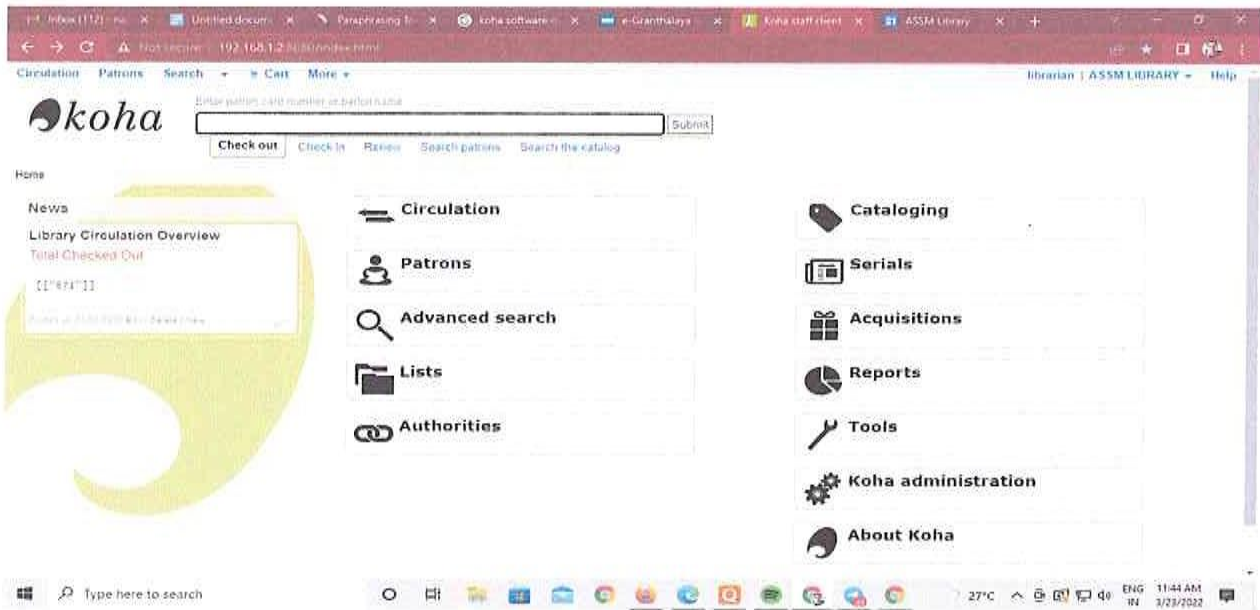 Inbox (112) - na
Untitled docum
Paraphrasing
koha software
e-Granthalaya
Koha staff client
ASSM Library
Not secure 192.168.1.2
Circulation Patrons Search Cart More
librarian | ASSM LIBRARY Help
koha
Enter patron card number or partial name
Submit
Check out Check in Renew Search patrons Search the catalog
Home
News
Library Circulation Overview
Total Checked Out
Circulation
Patrons
Advanced search
Lists
Authorities
Cataloging
Serials
Acquisitions
Reports
Tools
Koha administration
About Koha
Type here to search
27°C
ENG
IN
11:44 AM
3/23/2022